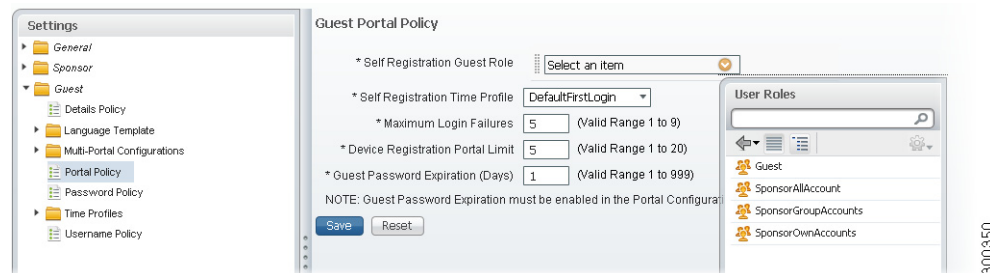 Settings
General
Sponsor
Guest
Details Policy
Language Template
Multi-Portal Configurations
Portal Policy
Password Policy
Time Profiles
Username Policy
Guest Portal Policy
* Self Registration Guest Role Select an item
* Self Registration Time Profile DefaultFirstLogin
* Maximum Login Failures 5 (Valid Range 1 to 9)
* Device Registration Portal Limit 5 (Valid Range 1 to 20)
* Guest Password Expiration (Days) 1 (Valid Range 1 to 999)
NOTE: Guest Password Expiration must be enabled in the Portal Configurati
Save Reset
User Roles
Guest
SponsorAllAccount
SponsorGroupAccounts
SponsorOwnAccounts
300350